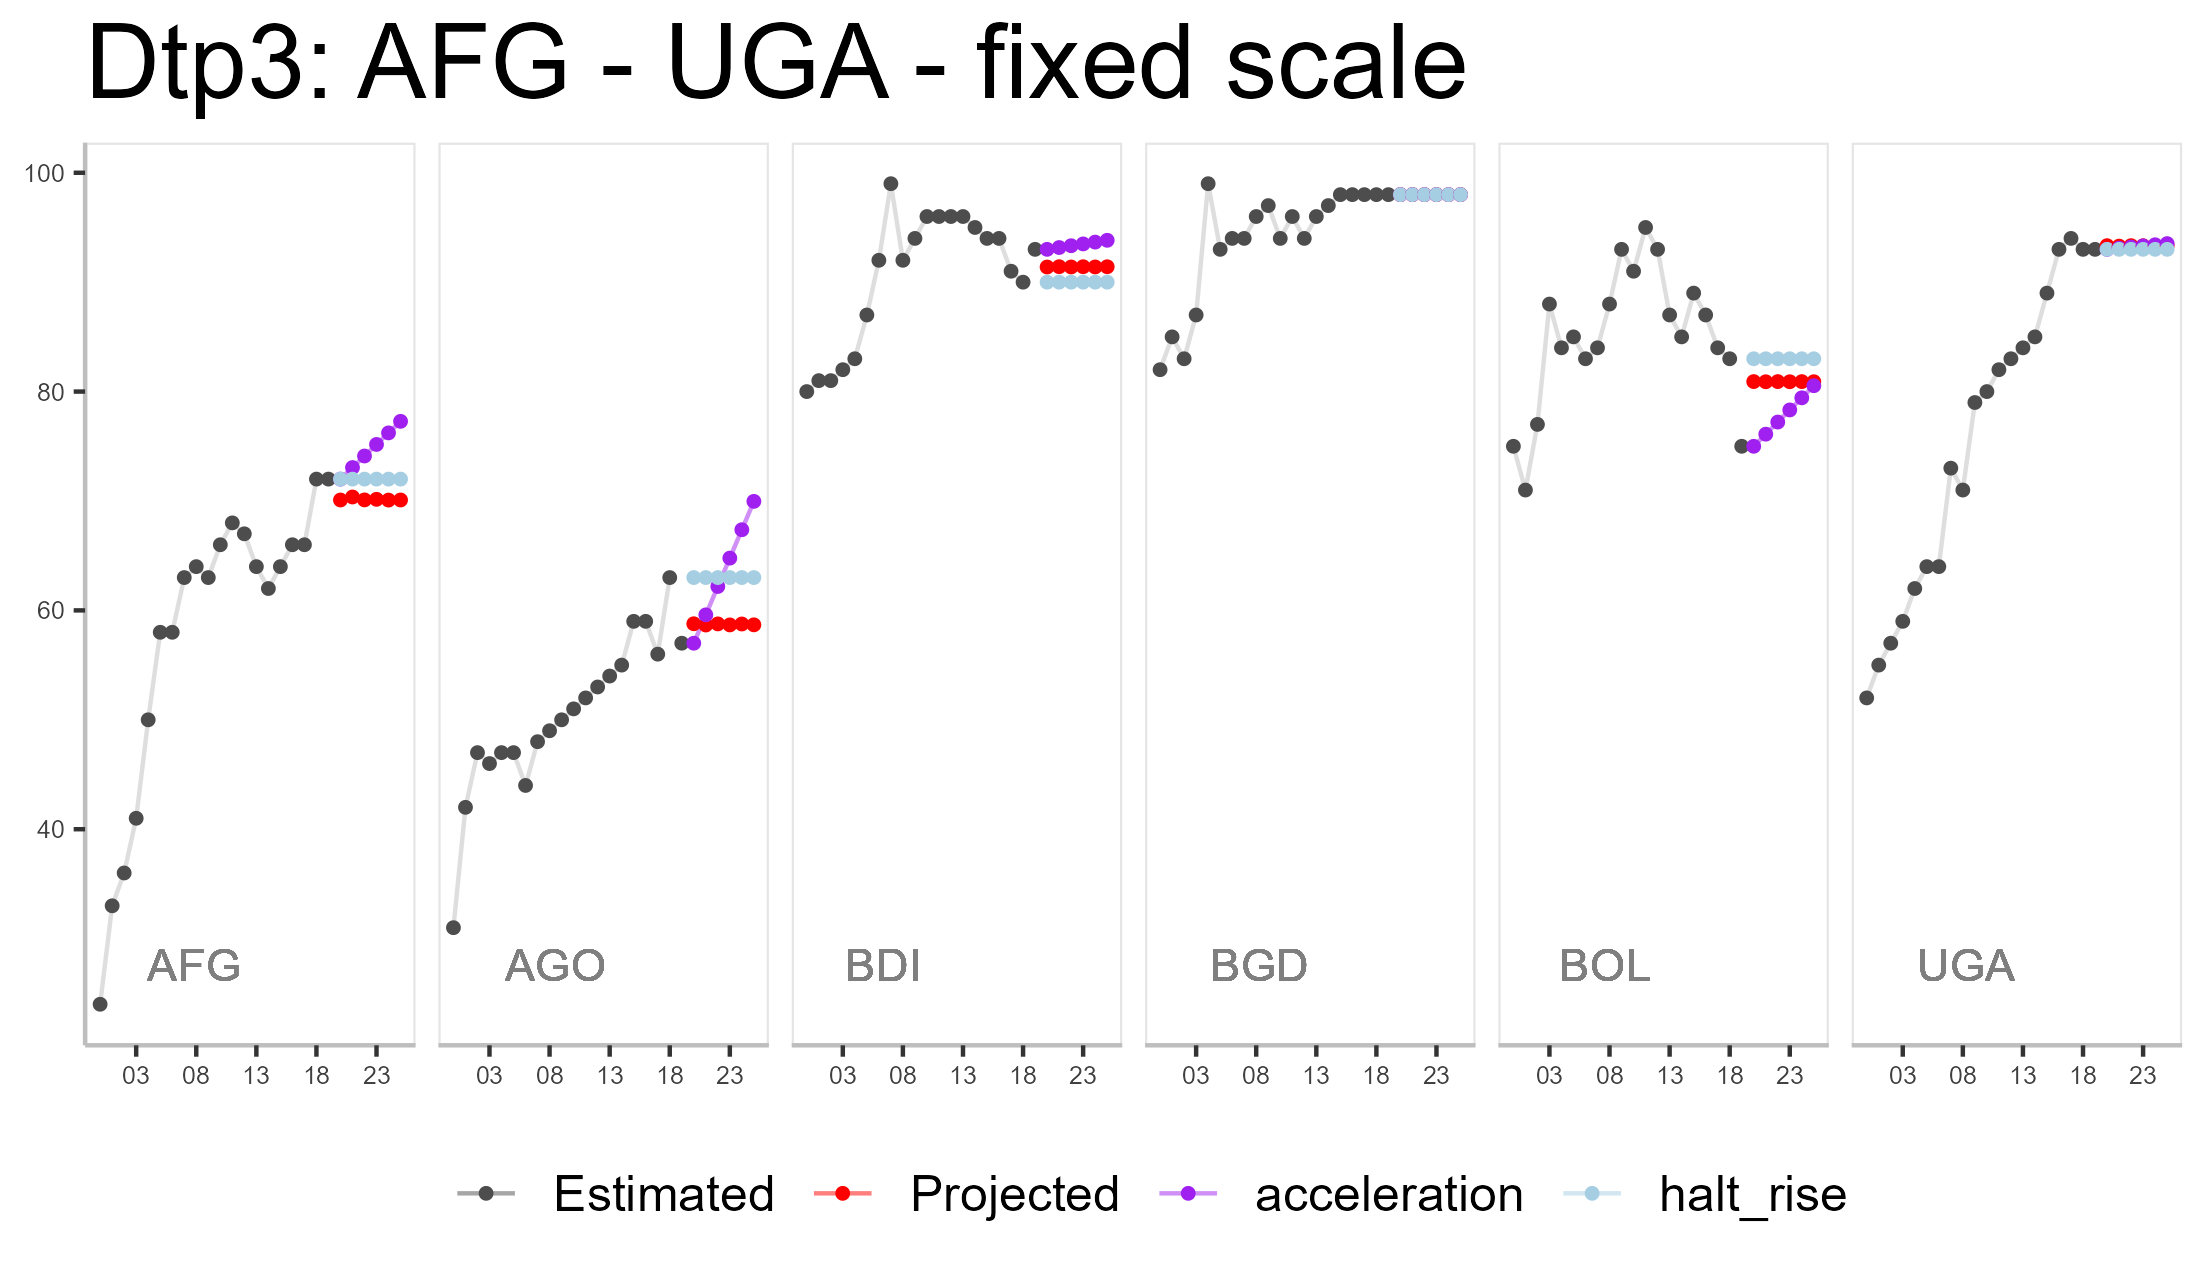 Dtp3: AFG - UGA - fixed scale
100
80
60
40
AFG
AGO
BDI
BGD
BOL
UGA
03 08 13 18 23
03 08 13 18 23
03 08 13 18 23
03 08 13 18 23
03 08 13 18 23
03 08 13 18 23
Estimated Projected acceleration halt_rise